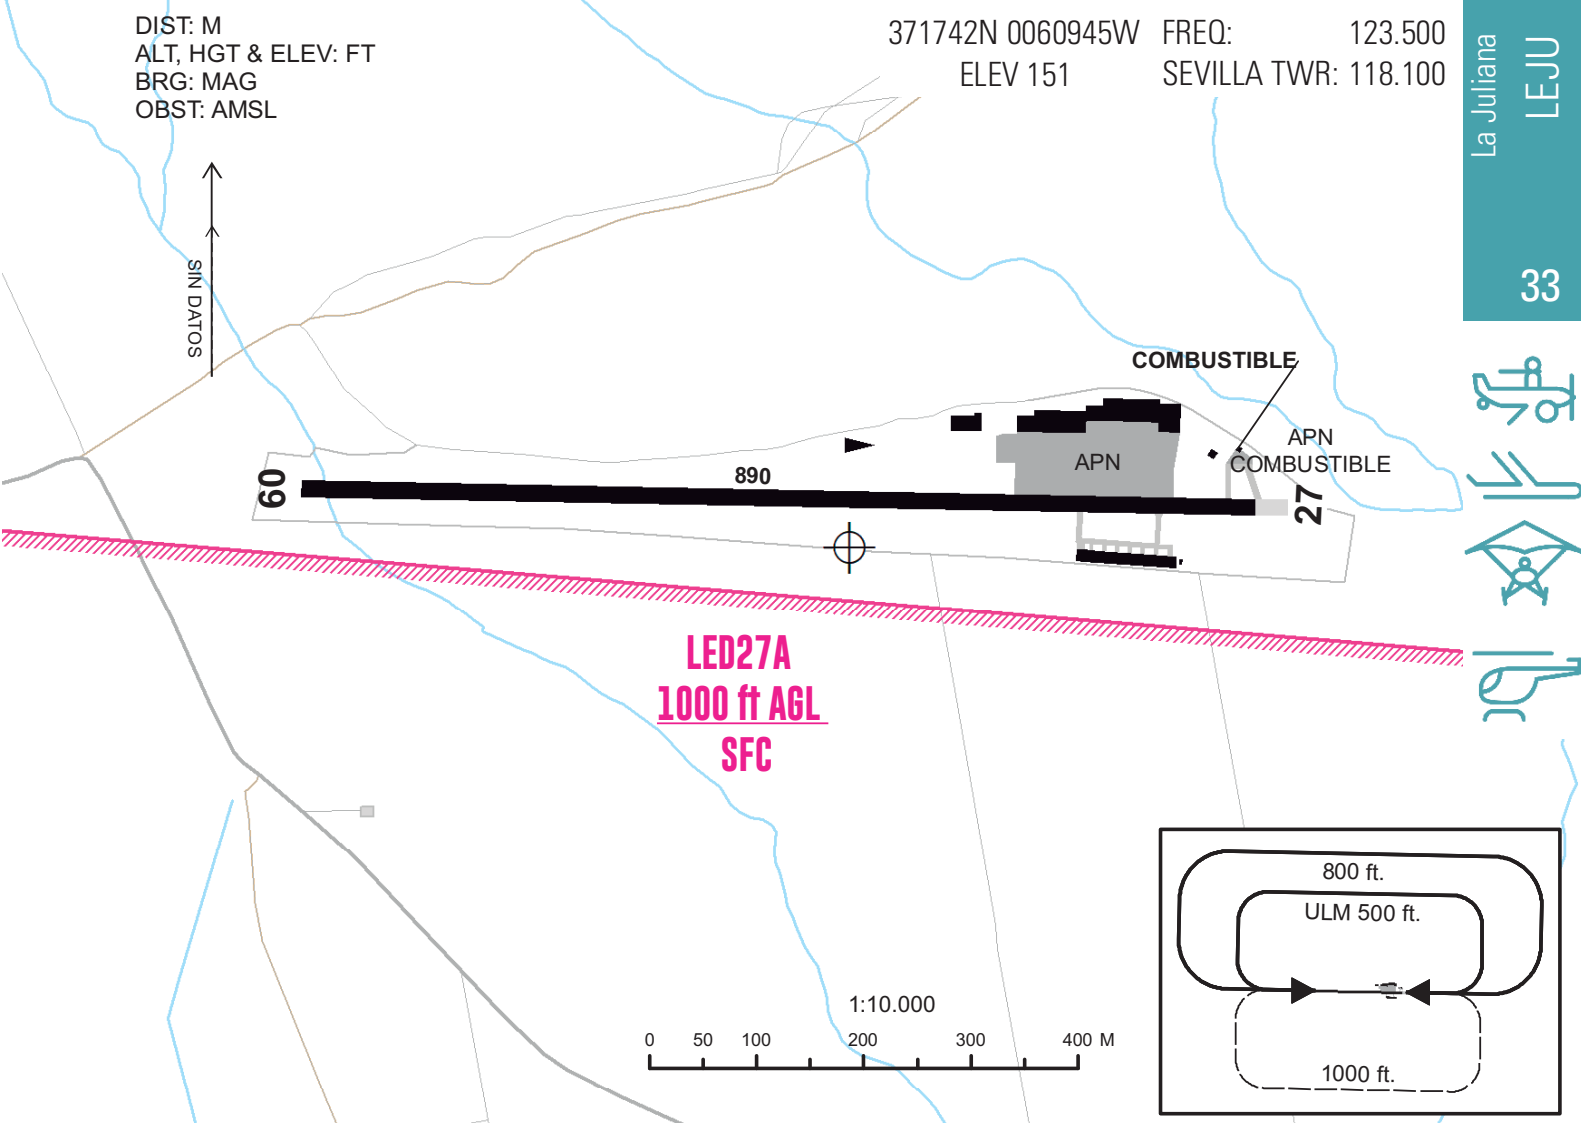 DIST: M
ALT, HGT & ELEV: FT
BRG: MAG
OBST: AMSL
371742N 0060945W
ELEV 151
FREQ: 123.500
SEVILLA TWR: 118.100
La Juliana
LEJU
33
SIN DATOS
COMBUSTIBLE
APN
COMBUSTIBLE
APN
890
09
27
LED27A
1000 ft AGL
SFC
1:10.000
0 50 100 200 300 400 M
800 ft.
ULM 500 ft.
1000 ft.